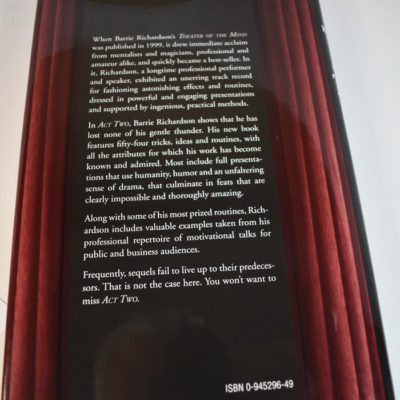 When Barrie Richardson's THEATER OF THE MIND
was published in 1999, it drew immediate acclaim
from mentalists and magicians, professional and
amateur alike, and quickly became a best-seller. In
it, Richardson, a longtime professional performer
and speaker, exhibited an unerring track record
for fashioning astonishing effects and routines,
dressed in powerful and engaging presentations
and supported by ingenious, practical methods.
In ACT TWO, Barrie Richardson shows that he has
lost none of his gentle thunder. His new book
features fifty-four tricks, ideas and routines, with
all the attributes for which his work has become
known and admired. Most include full presenta-
tions that use humanity, humor and an unfaltering
sense of drama, that culminate in feats that are
clearly impossible and thoroughly amazing.
Along with some of his most prized routines, Rich-
ardson includes valuable examples taken from his
professional repertoire of motivational talks for
public and business audiences.
Frequently, sequels fail to live up to their predeces-
sors. That is not the case here. You won't want to
miss ACT TWO.
ISBN 0-945296-49